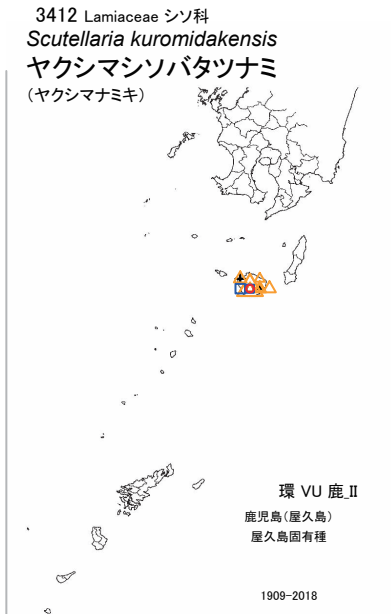 3412 Lamiaceae シソ科
Scutellaria kuromidakensis
ヤクシマシソバタツナミ
(ヤクシマナミキ)
環 VU 鹿_II
鹿児島(屋久島)
屋久島固有種
1909-2018